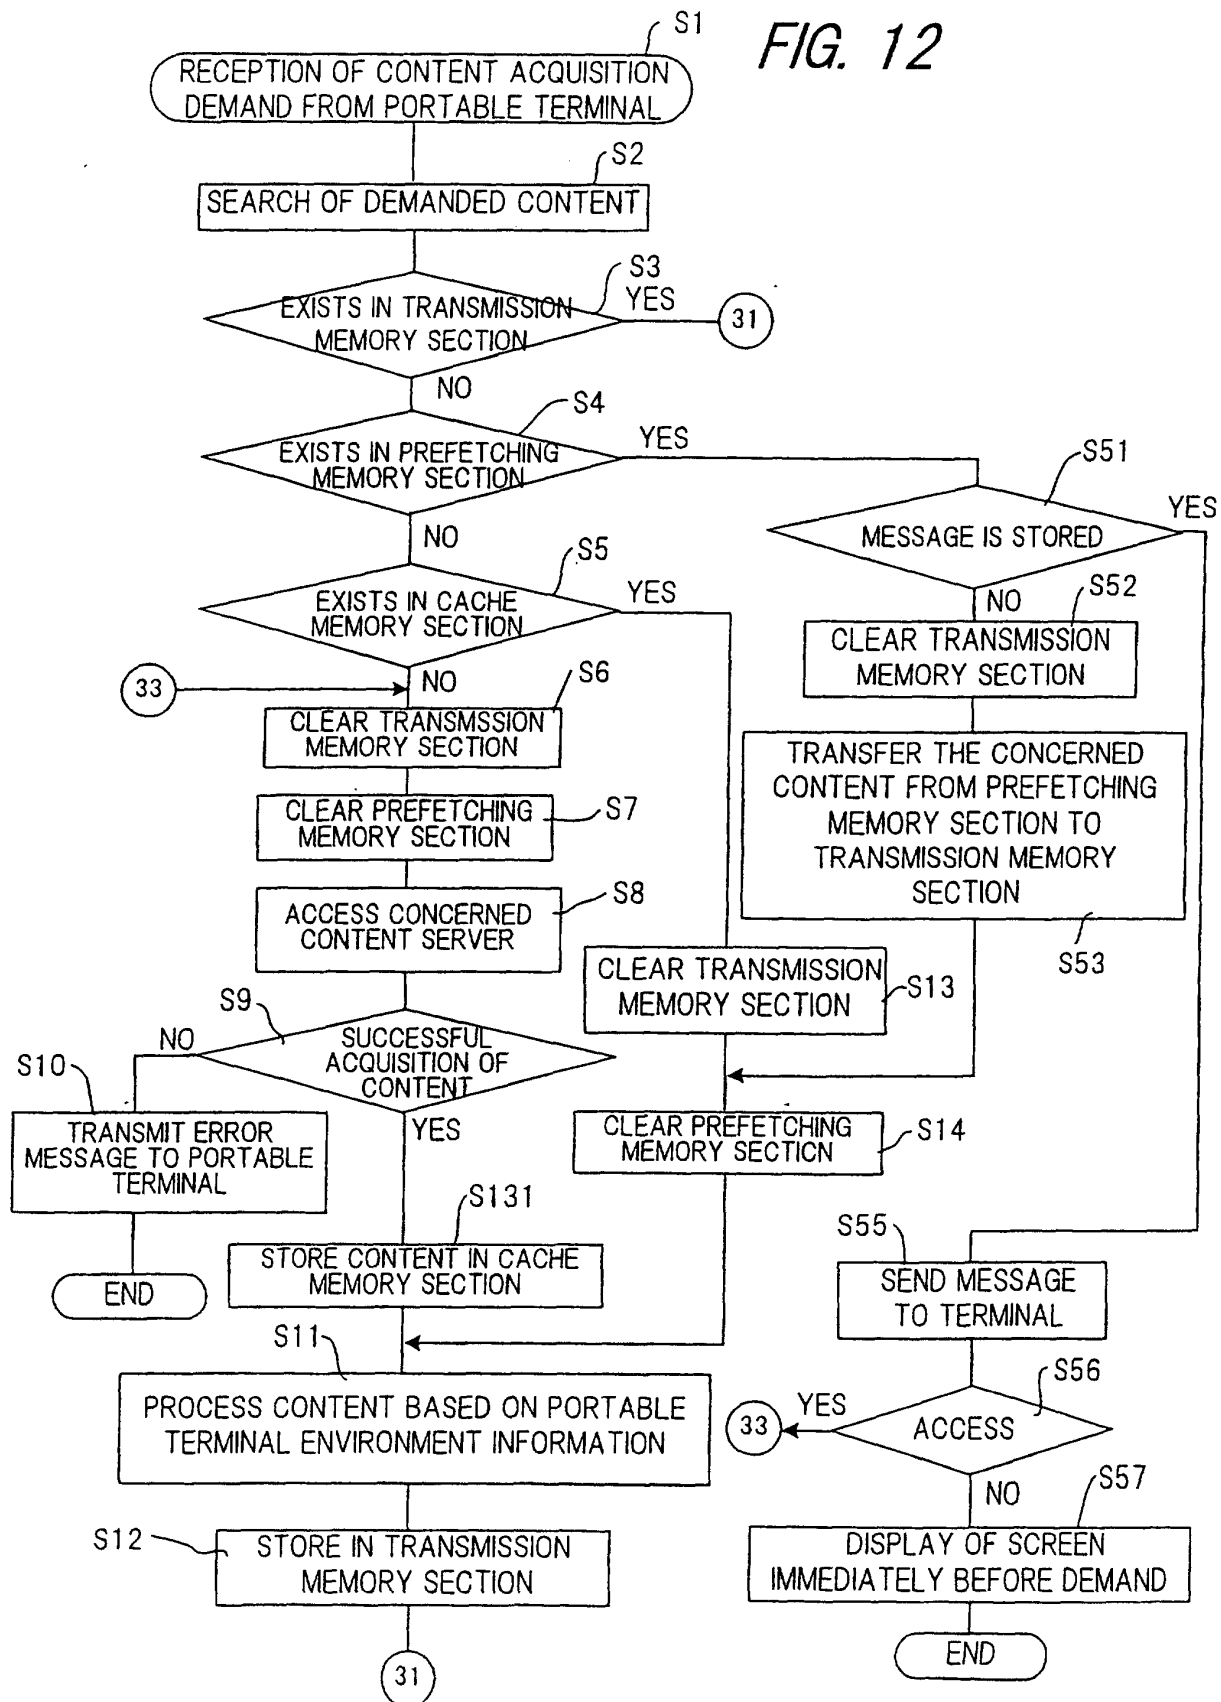 FIG. 12
S1
RECEPTION OF CONTENT ACQUISITION
DEMAND FROM PORTABLE TERMINAL
S2
SEARCH OF DEMANDED CONTENT
S3
EXISTS IN TRANSMISSION
MEMORY SECTION
YES
31
NO
S4
EXISTS IN PREFETCHING
MEMORY SECTION
YES
NO
S51
MESSAGE IS STORED
YES
NO
S5
EXISTS IN CACHE
MEMORY SECTION
YES
NO
S52
CLEAR TRANSMISSION
MEMORY SECTION
33
S6
CLEAR TRANSMSSION
MEMORY SECTION
TRANSFER THE CONCERNED
CONTENT FROM PREFETCHING
MEMORY SECTION TO
TRANSMISSION MEMORY
SECTION
S53
S7
CLEAR PREFETCHING
MEMORY SECTION
S8
ACCESS CONCERNED
CONTENT SERVER
CLEAR TRANSMISSION
MEMORY SECTION
S13
S9
SUCCESSFUL
ACQUISITION OF
CONTENT
NO
YES
S10
TRANSMIT ERROR
MESSAGE TO PORTABLE
TERMINAL
END
CLEAR PREFETCHING
MEMORY SECTICN
S14
S131
STORE CONTENT IN CACHE
MEMORY SECTION
S55
SEND MESSAGE
TO TERMINAL
S11
PROCESS CONTENT BASED ON PORTABLE
TERMINAL ENVIRONMENT INFORMATION
S56
ACCESS
YES
33
NO
S12
STORE IN TRANSMISSION
MEMORY SECTION
31
S57
DISPLAY OF SCREEN
IMMEDIATELY BEFORE DEMAND
END